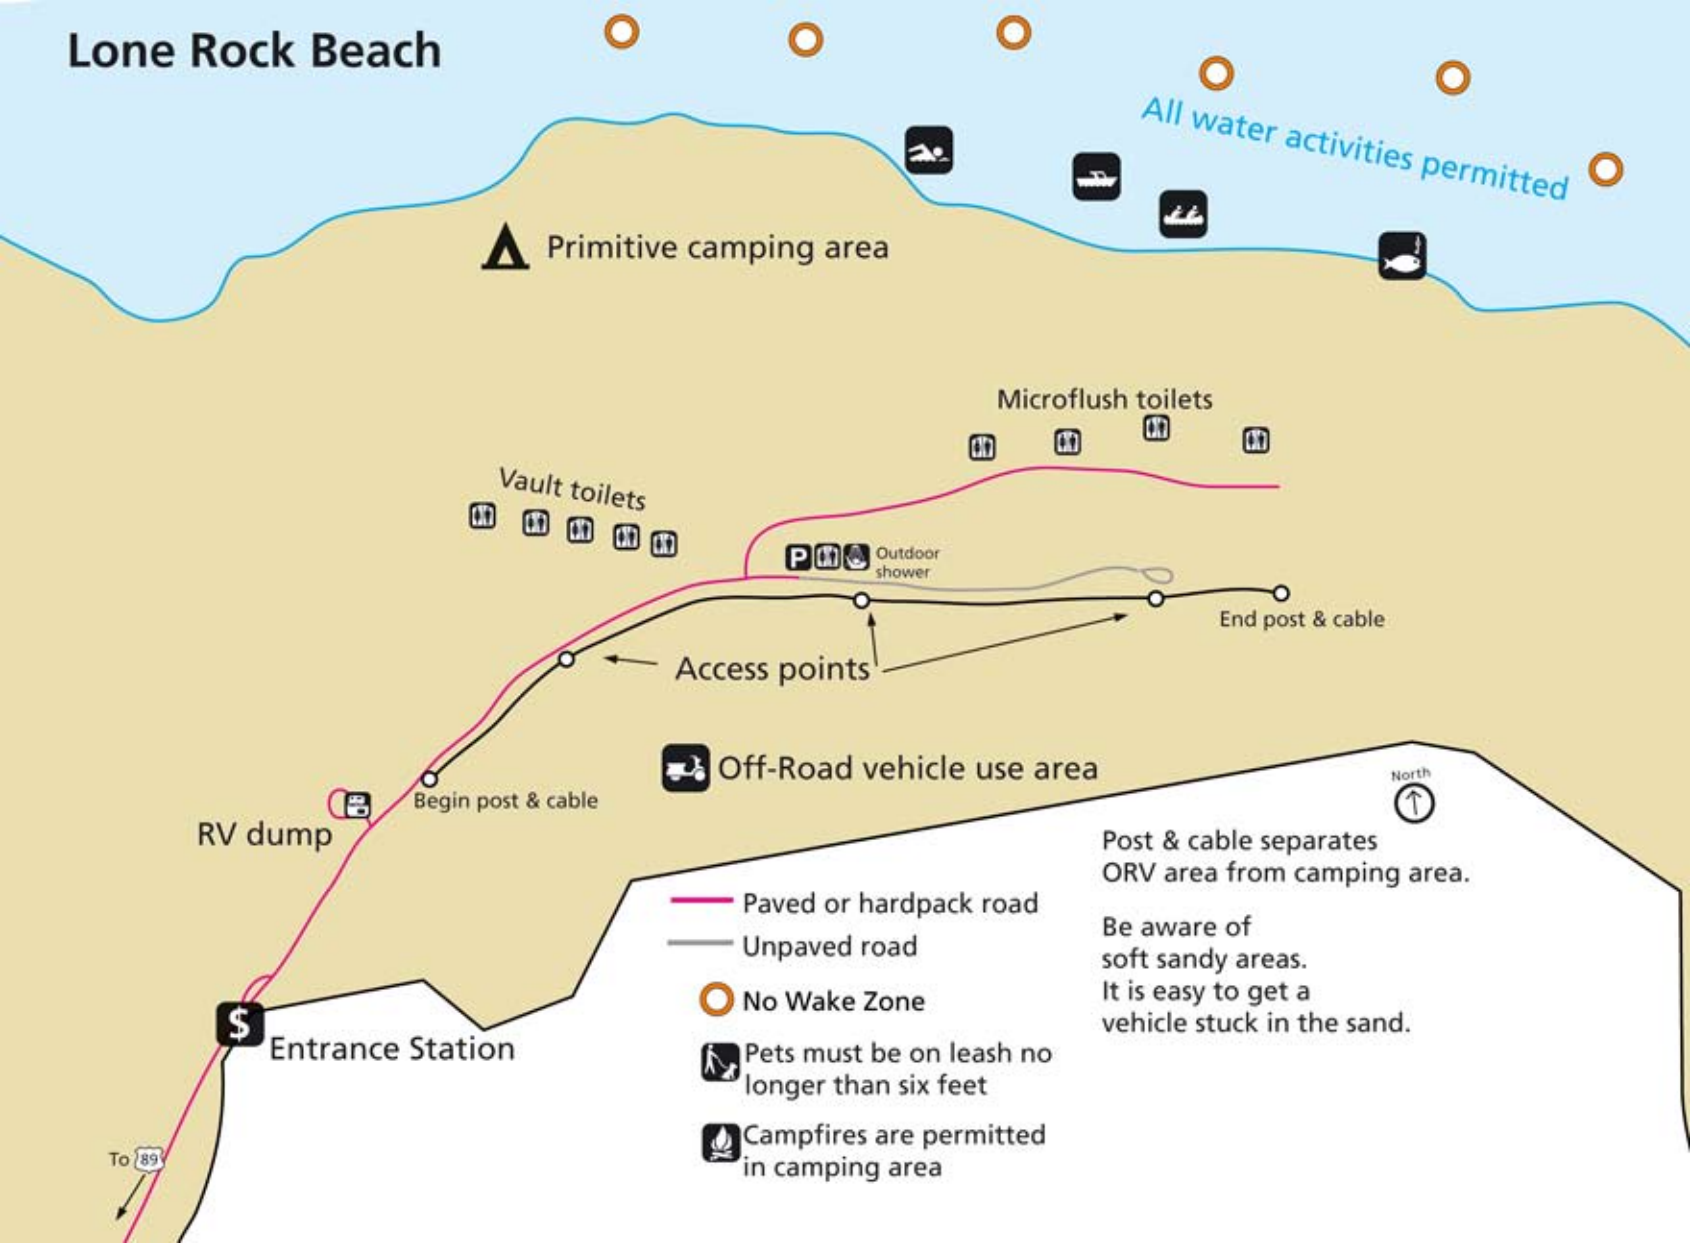 Lone Rock Beach
All water activities permitted
Primitive camping area
Microflush toilets
Vault toilets
P
Outdoor
shower
End post & cable
Access points
Off-Road vehicle use area
Begin post & cable
RV dump
North
Post & cable separates
ORV area from camping area.
Be aware of
soft sandy areas.
It is easy to get a
vehicle stuck in the sand.
Paved or hardpack road
Unpaved road
No Wake Zone
Pets must be on leash no
longer than six feet
Campfires are permitted
in camping area
$
Entrance Station
To 89